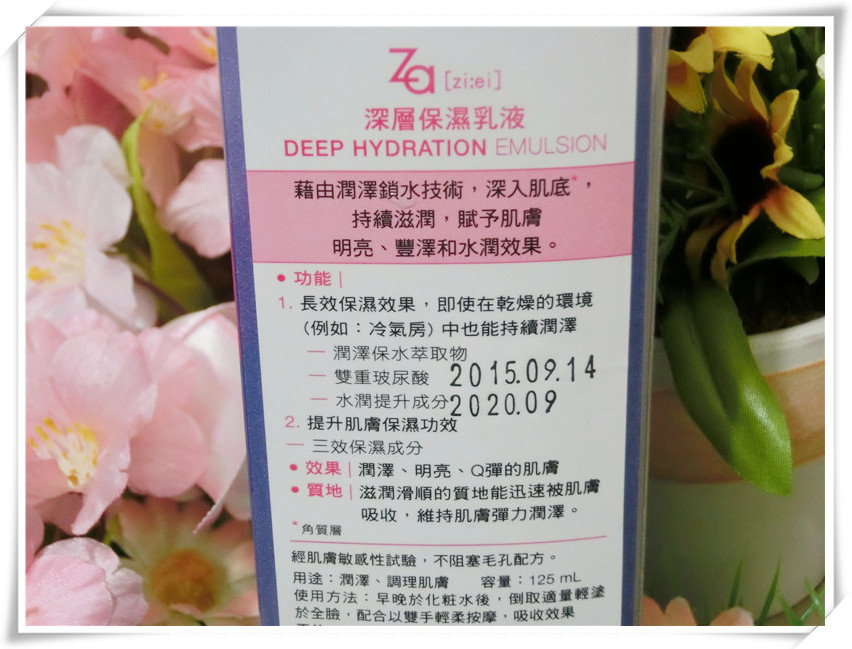 Za [zi:ei]
深層保濕乳液
DEEP HYDRATION EMULSION
藉由潤澤鎖水技術，深入肌底*，
持續滋潤，賦予肌膚
明亮、豐澤和水潤效果。
● 功能 |
1. 長效保濕效果，即使在乾燥的環境
(例如：冷氣房) 中也能持續潤澤
— 潤澤保水萃取物
— 雙重玻尿酸 2015.09.14
— 水潤提升成分 2020.09
2. 提升肌膚保濕功效
— 三效保濕成分
● 效果 | 潤澤、明亮、Q彈的肌膚
● 質地 | 滋潤滑順的質地能迅速被肌膚
吸收，維持肌膚彈力潤澤。
*角質層
經肌膚敏感性試驗，不阻塞毛孔配方。
用途：潤澤、調理肌膚 容量：125 mL
使用方法：早晚於化粧水後，倒取適量輕塗
於全臉，配合以雙手輕柔按摩，吸收效果